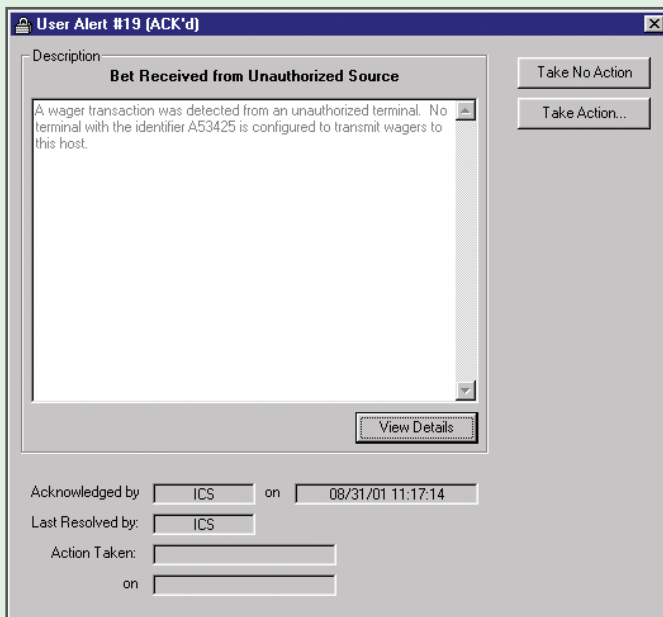 User Alert #19 (ACK'd)
Description
Bet Received from Unauthorized Source
A wager transaction was detected from an unauthorized terminal. No
terminal with the identifier A53425 is configured to transmit wagers to
this host.
Take No Action
Take Action...
View Details
Acknowledged by ICS on 08/31/01 11:17:14
Last Resolved by: ICS
Action Taken:
on